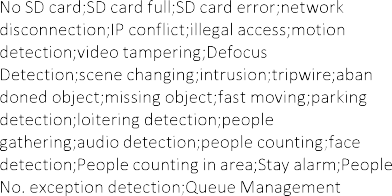 No SD card;SD card full;SD card error;network
disconnection;IP conflict;illegal access;motion
detection;video tampering;Defocus
Detection;scene changing;intrusion;tripwire;aban
doned object;missing object;fast moving;parking
detection;loitering detection;people
gathering;audio detection;people counting;face
detection;People counting in area;Stay alarm;People
No. exception detection;Queue Management